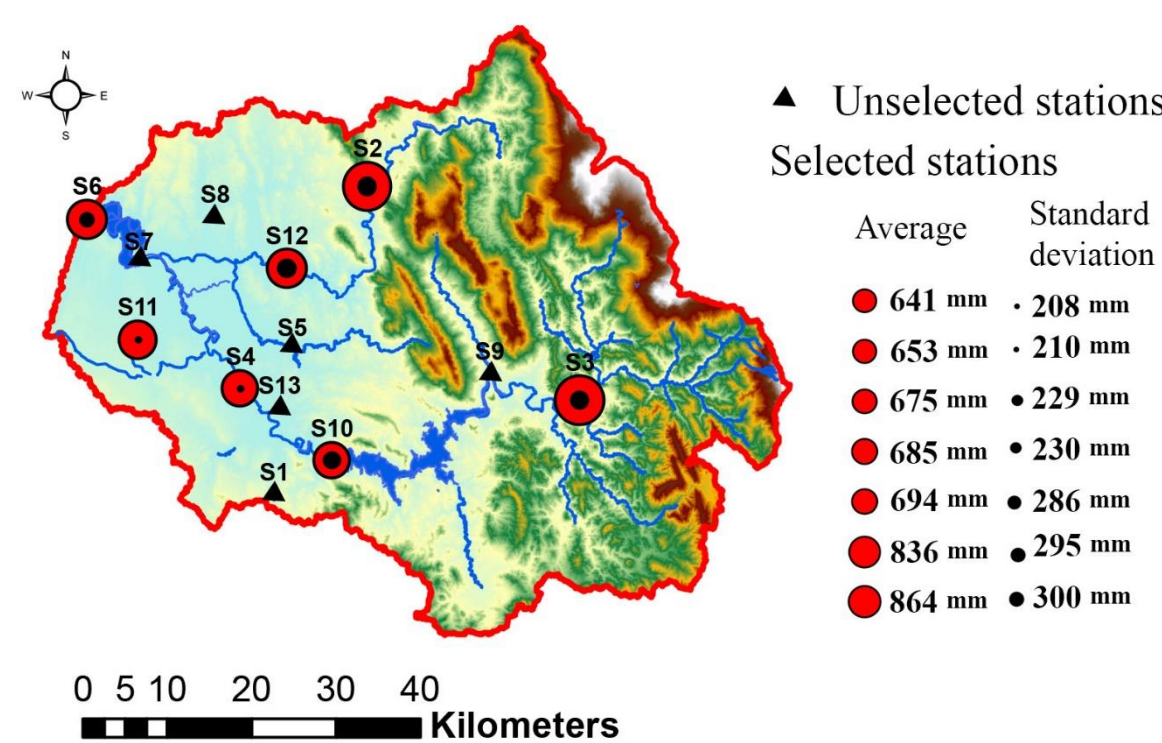 N
W E
S
Unselected stations
Selected stations
Average
Standard
deviation
641 mm
208 mm
653 mm
210 mm
675 mm
229 mm
685 mm
230 mm
694 mm
286 mm
836 mm
295 mm
864 mm
300 mm
S2
S6
S8
S7
S12
S11
S5
S9
S3
S4
S13
S10
S1
0 5 10 20 30 40
Kilometers